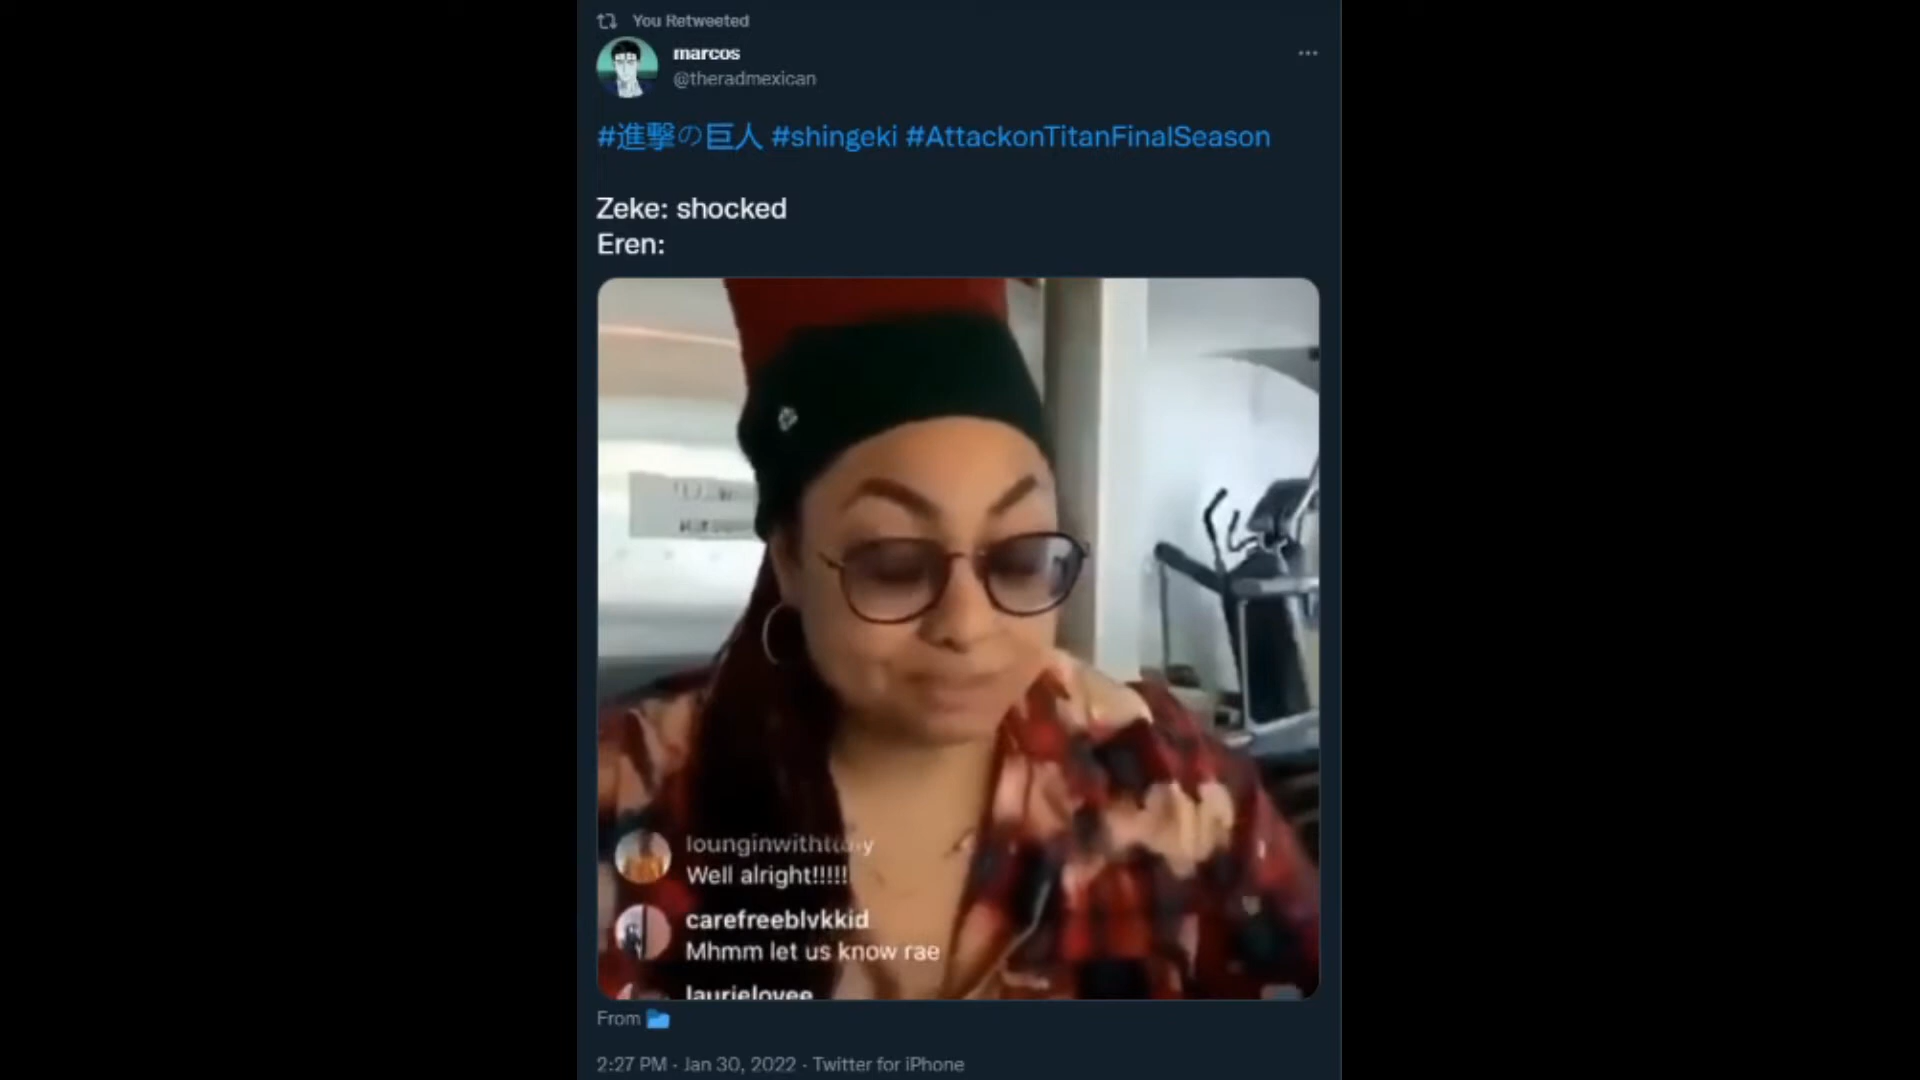 You Retweeted
marcos
@theradmexican
#進撃の巨人 #shingeki #AttackonTitanFinalSeason
Zeke: shocked
Eren:
Well alright!!!!!
carefreeblvkkid
Mhmm let us know rae
laurielovee
From
2:27 PM · Jan 30, 2022 · Twitter for iPhone